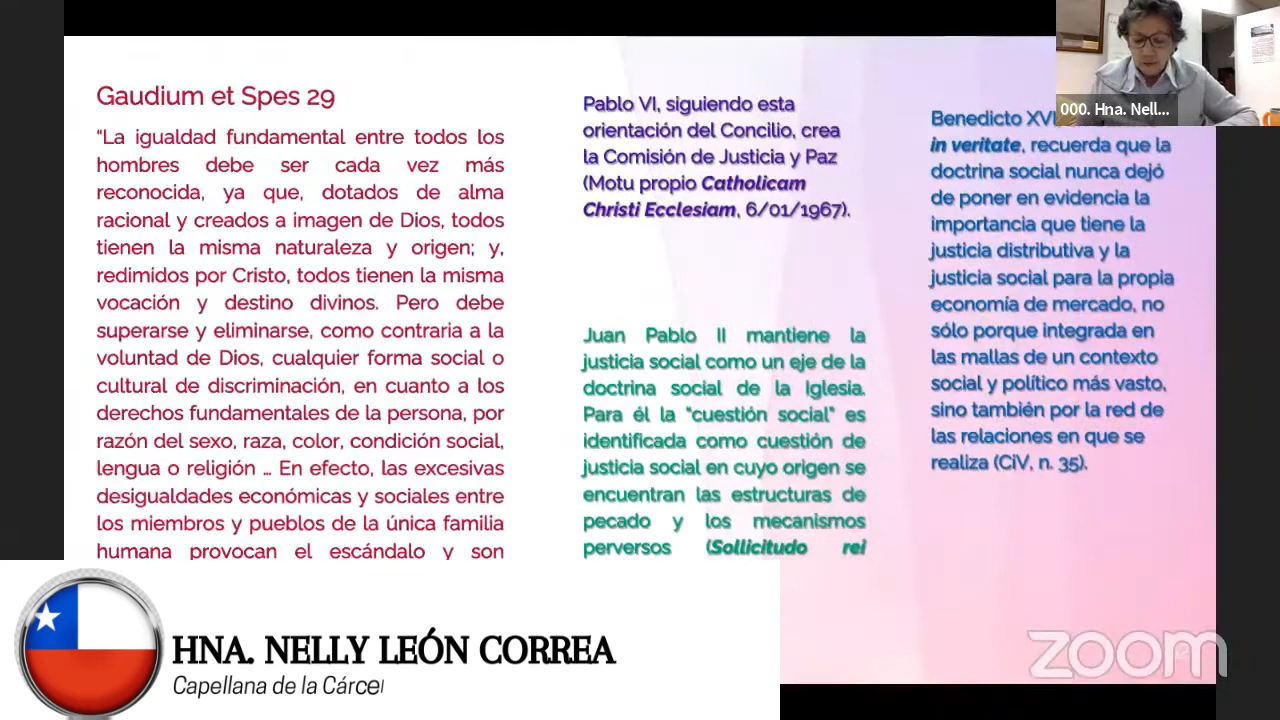 Gaudium et Spes 29
“La igualdad fundamental entre todos los
hombres debe ser cada vez más
reconocida, ya que, dotados de alma
racional y creados a imagen de Dios, todos
tienen la misma naturaleza y origen; y,
redimidos por Cristo, todos tienen la misma
vocación y destino divinos. Pero debe
superarse y eliminarse, como contraria a la
voluntad de Dios, cualquier forma social o
cultural de discriminación, en cuanto a los
derechos fundamentales de la persona, por
razón del sexo, raza, color, condición social,
lengua o religión … En efecto, las excesivas
desigualdades económicas y sociales entre
los miembros y pueblos de la única familia
humana provocan el escándalo y son
Pablo VI, siguiendo esta
orientación del Concilio, crea
la Comisión de Justicia y Paz
(Motu propio Catholicam
Christi Ecclesiam, 6/01/1967).
Juan Pablo II mantiene la
justicia social como un eje de la
doctrina social de la Iglesia.
Para él la “cuestión social” es
identificada como cuestión de
justicia social en cuyo origen se
encuentran las estructuras de
pecado y los mecanismos
perversos (Sollicitudo rei
Benedicto XVI
in veritate, recuerda que la
doctrina social nunca dejó
de poner en evidencia la
importancia que tiene la
justicia distributiva y la
justicia social para la propia
economía de mercado, no
sólo porque integrada en
las mallas de un contexto
social y político más vasto,
sino también por la red de
las relaciones en que se
realiza (CiV, n. 35).
000. Hna. Nell...
HNA. NELLY LEÓN CORREA
Capellana de la Cárcel
zoom